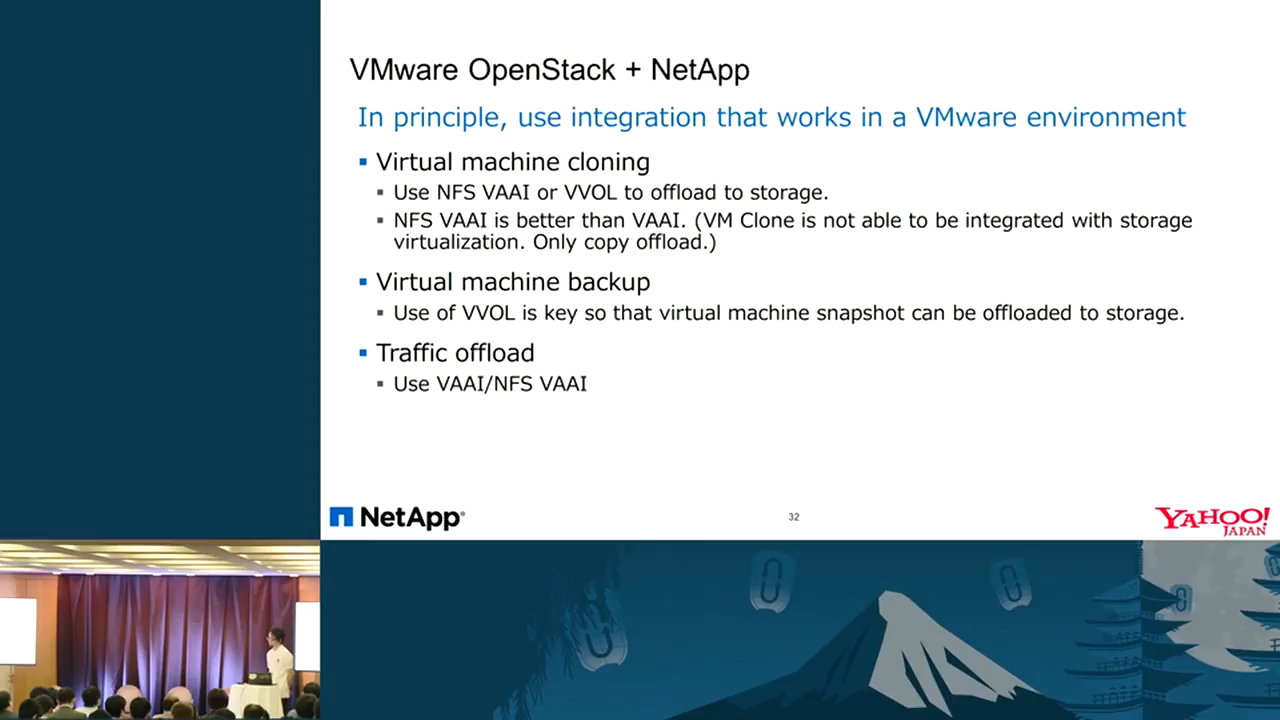 VMware OpenStack + NetApp
In principle, use integration that works in a VMware environment
Virtual machine cloning
Use NFS VAAI or VVOL to offload to storage.
NFS VAAI is better than VAAI. (VM Clone is not able to be integrated with storage
virtualization. Only copy offload.)
Virtual machine backup
Use of VVOL is key so that virtual machine snapshot can be offloaded to storage.
Traffic offload
Use VAAI/NFS VAAI
NetApp®
32
YAHOO!
JAPAN